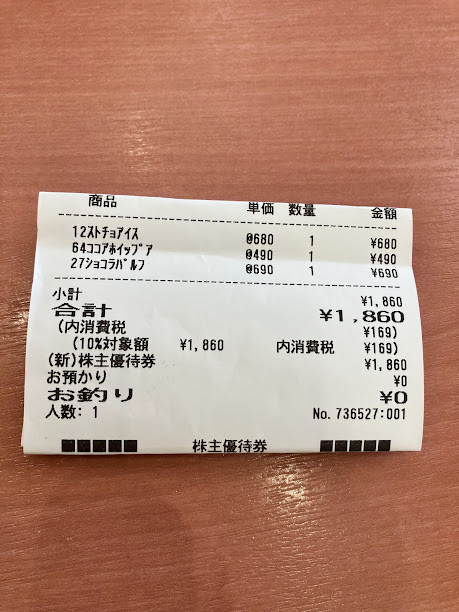 商品 単価 数量 金額
12ストチョアイス @680 1 ¥680
64ココアホイップア @490 1 ¥490
27ショコラパルフ @690 1 ¥690
小計 ¥1,860
合計 ¥1,860
(内消費税 ¥169)
(10%対象額 ¥1,860 内消費税 ¥169)
(新)株主優待券 ¥1,860
お預かり ¥0
お釣り ¥0
人数: 1 No. 736527:001
■■■■■ 株主優待券 ■■■■■